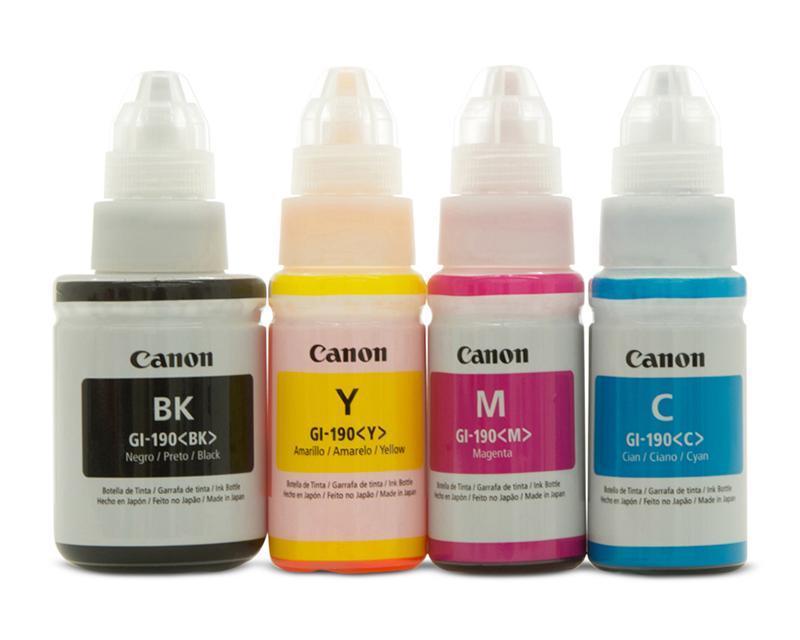 Canon
BK
GI-190<BK>
Negro / Preto / Black
Botella de Tinta / Garrafa de tinta / Ink Bottle
Hecho en Japón / Feito no Japão / Made in Japan
Canon
Y
GI-190<Y>
Amarillo / Amarelo / Yellow
Botella de Tinta / Garrafa de tinta / Ink Bottle
Hecho en Japón / Feito no Japão / Made in Japan
Canon
M
GI-190<M>
Magenta
Botella de Tinta / Garrafa de tinta / Ink Bottle
Hecho en Japón / Feito no Japão / Made in Japan
Canon
C
GI-190<C>
Cian / Ciano / Cyan
Botella de Tinta / Garrafa de tinta / Ink Bottle
Hecho en Japón / Feito no Japão / Made in Japan